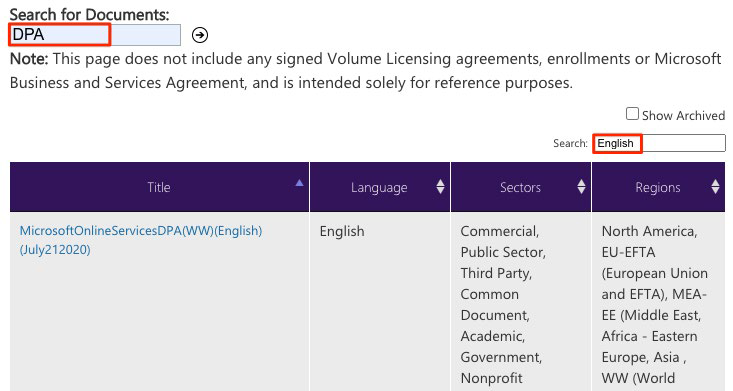 Search for Documents:
DPA
Note: This page does not include any signed Volume Licensing agreements, enrollments or Microsoft
Business and Services Agreement, and is intended solely for reference purposes.
Show Archived
Search: English
Title Language Sectors Regions
MicrosoftOnlineServicesDPA(WW)(English)
(July212020)
English
Commercial,
Public Sector,
Third Party,
Common
Document,
Academic,
Government,
Nonprofit
North America,
EU-EFTA
(European Union
and EFTA), MEA-
EE (Middle East,
Africa - Eastern
Europe, Asia ,
WW (World